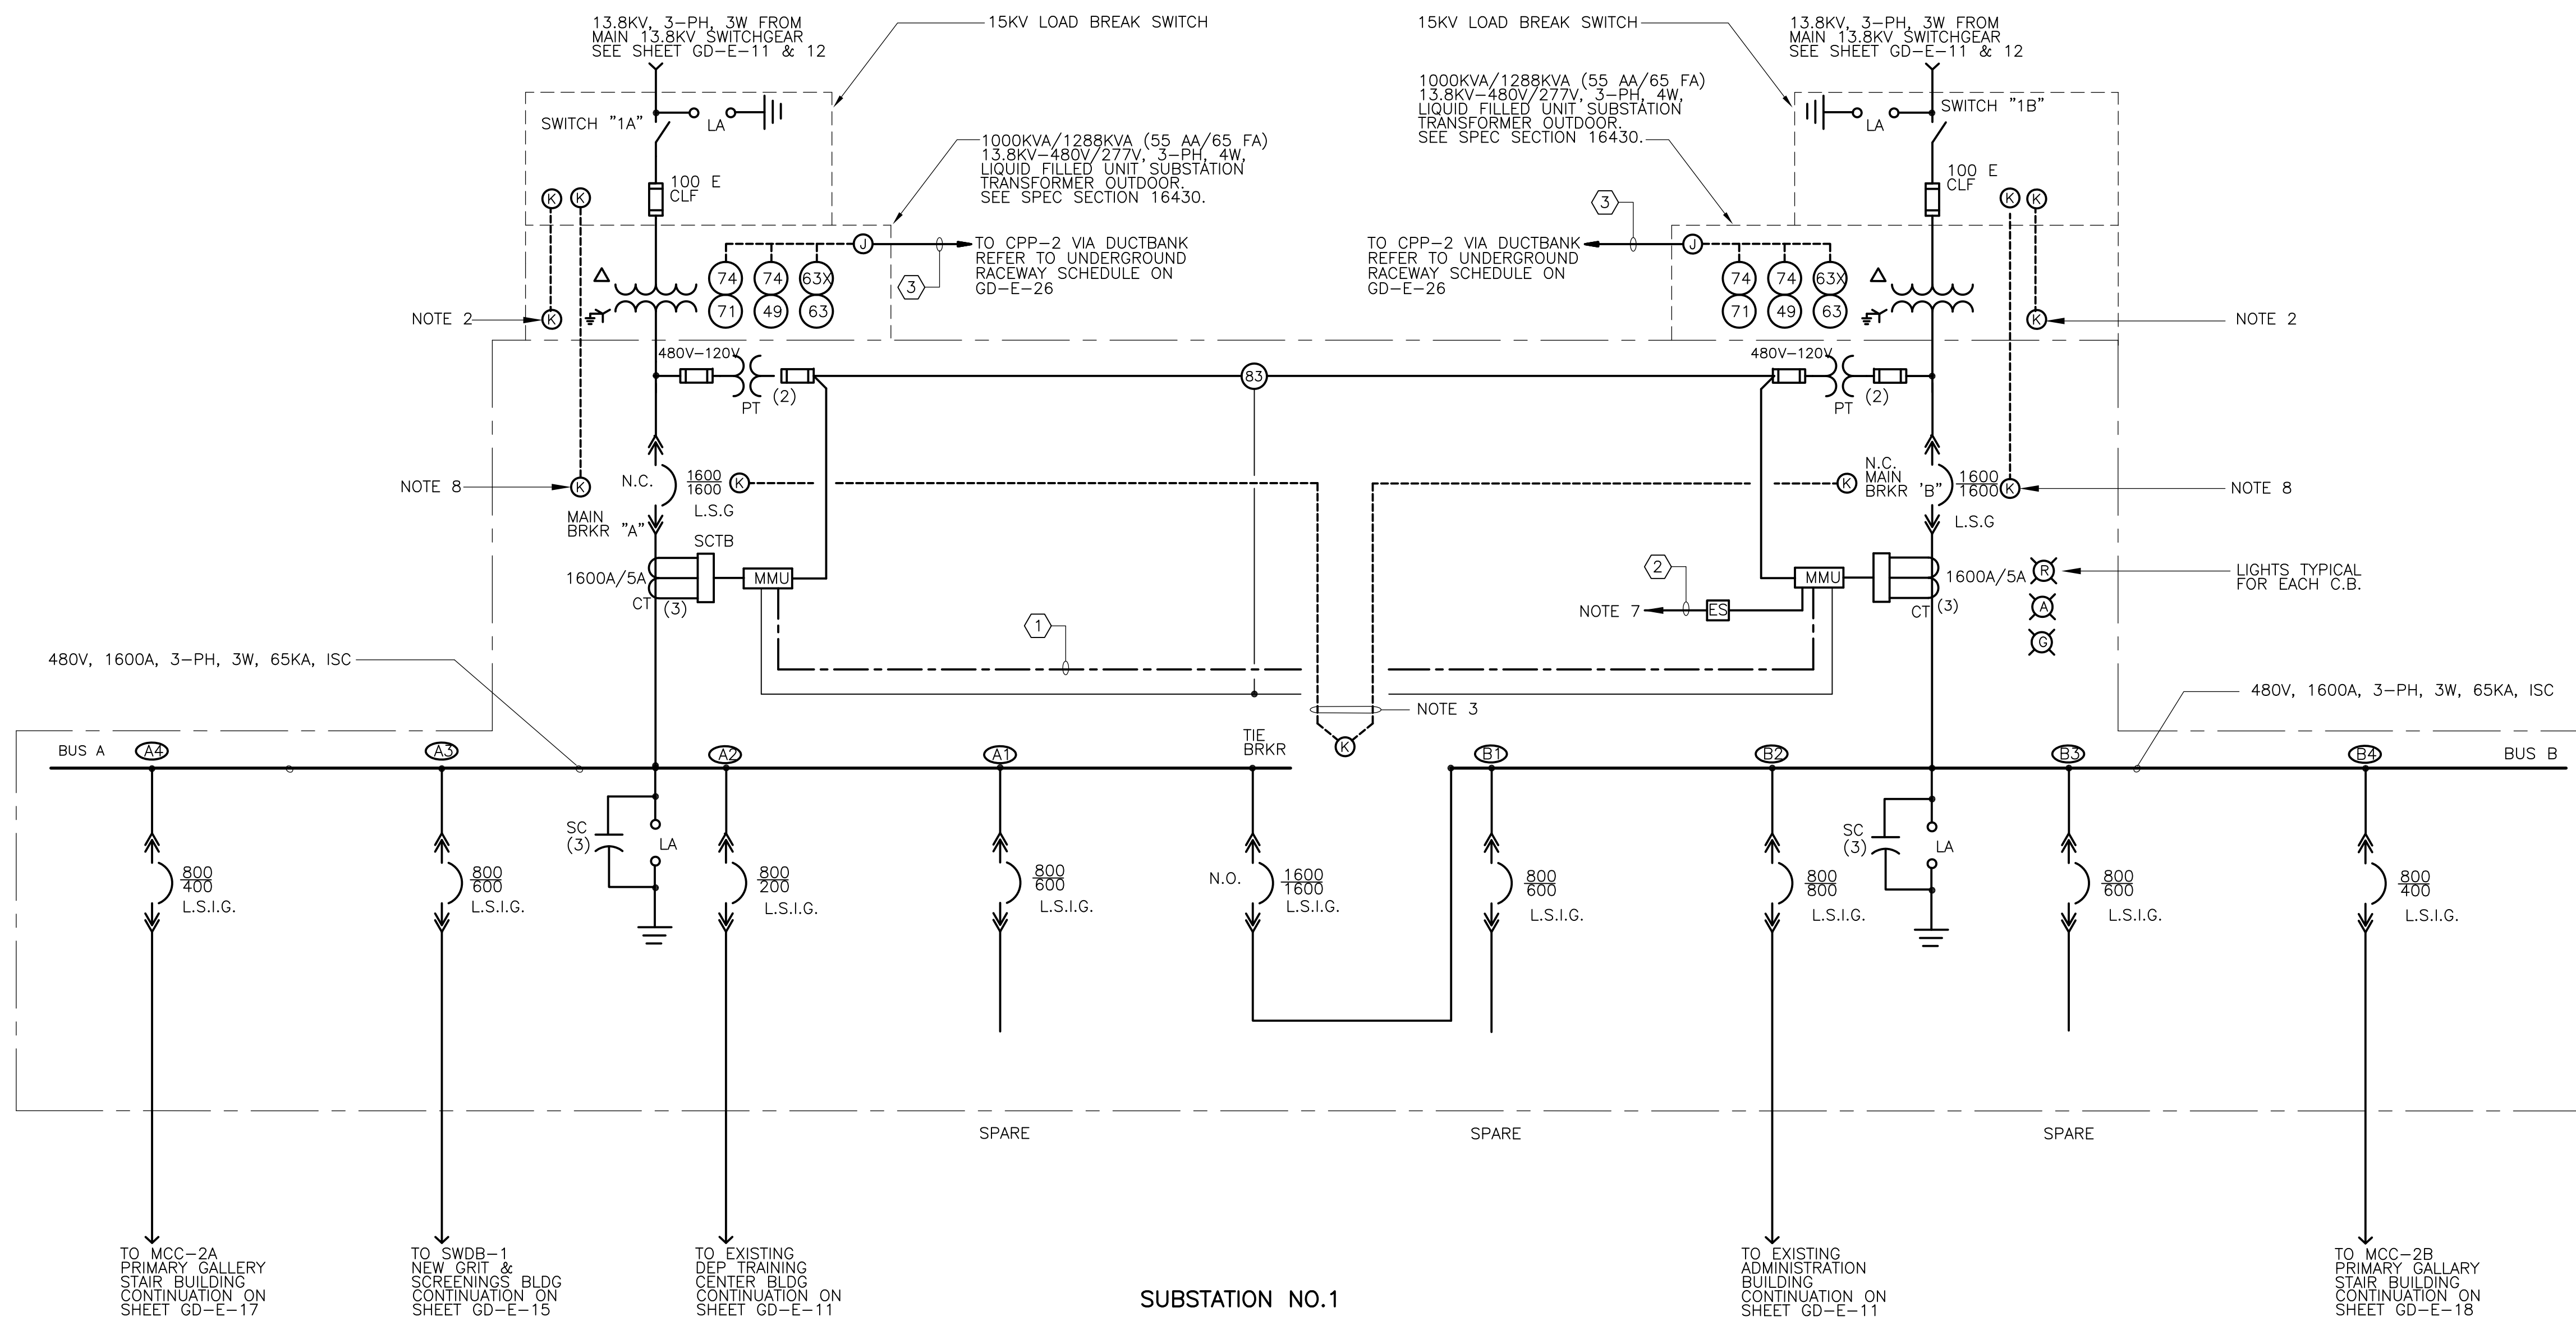 13.8KV, 3-PH, 3W FROM
MAIN 13.8KV SWITCHGEAR
SEE SHEET GD-E-11 & 12
15KV LOAD BREAK SWITCH
15KV LOAD BREAK SWITCH
13.8KV, 3-PH, 3W FROM
MAIN 13.8KV SWITCHGEAR
SEE SHEET GD-E-11 & 12
SWITCH "1A"
LA
1000KVA/1288KVA (55 AA/65 FA)
13.8KV-480V/277V, 3-PH, 4W,
LIQUID FILLED UNIT SUBSTATION
TRANSFORMER OUTDOOR.
SEE SPEC SECTION 16430.
1000KVA/1288KVA (55 AA/65 FA)
13.8KV-480V/277V, 3-PH, 4W,
LIQUID FILLED UNIT SUBSTATION
TRANSFORMER OUTDOOR.
SEE SPEC SECTION 16430.
LA
SWITCH "1B"
K
K
100 E
CLF
100 E
CLF
K
K
J
3
TO CPP-2 VIA DUCTBANK
REFER TO UNDERGROUND
RACEWAY SCHEDULE ON
GD-E-26
TO CPP-2 VIA DUCTBANK
REFER TO UNDERGROUND
RACEWAY SCHEDULE ON
GD-E-26
3
J
74
74
63X
71
49
63
74
74
63X
71
49
63
NOTE 2
K
K
NOTE 2
480V-120V
PT
(2)
83
480V-120V
PT
(2)
NOTE 8
K
N.C.
1600
1600
K
L.S.G
MAIN
BRKR "A"
K
N.C.
MAIN
BRKR 'B'
1600
1600
K
L.S.G
NOTE 8
SCTB
1600A/5A
CT
(3)
MMU
2
NOTE 7
ES
MMU
1600A/5A
CT
(3)
R
A
G
LIGHTS TYPICAL
FOR EACH C.B.
1
480V, 1600A, 3-PH, 3W, 65KA, ISC
NOTE 3
480V, 1600A, 3-PH, 3W, 65KA, ISC
BUS A
A4
A3
A2
A1
TIE
BRKR
K
B1
B2
B3
B4
BUS B
800
400
L.S.I.G.
800
600
L.S.I.G.
SC
(3)
LA
800
200
L.S.I.G.
800
600
L.S.I.G.
N.O.
1600
1600
L.S.I.G.
800
600
L.S.I.G.
800
800
L.S.I.G.
SC
(3)
LA
800
600
L.S.I.G.
800
400
L.S.I.G.
SPARE
SPARE
SPARE
TO MCC-2A
PRIMARY GALLERY
STAIR BUILDING
CONTINUATION ON
SHEET GD-E-17
TO SWDB-1
NEW GRIT &
SCREENINGS BLDG
CONTINUATION ON
SHEET GD-E-15
TO EXISTING
DEP TRAINING
CENTER BLDG
CONTINUATION ON
SHEET GD-E-11
SUBSTATION NO.1
TO EXISTING
ADMINISTRATION
BUILDING
CONTINUATION ON
SHEET GD-E-11
TO MCC-2B
PRIMARY GALLARY
STAIR BUILDING
CONTINUATION ON
SHEET GD-E-18